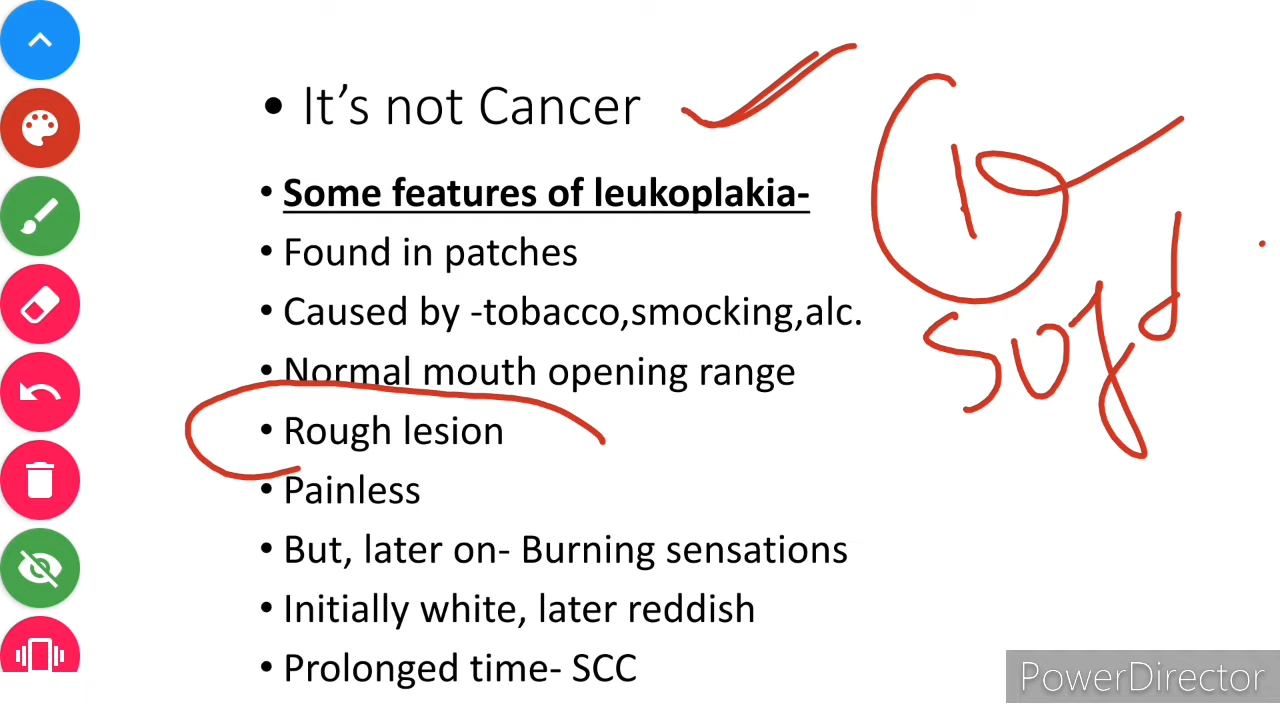 • It's not Cancer
• Some features of leukoplakia-
• Found in patches
• Caused by -tobacco,smocking,alc.
• Normal mouth opening range
• Rough lesion
• Painless
• But, later on- Burning sensations
• Initially white, later reddish
• Prolonged time- SCC
PowerDirector